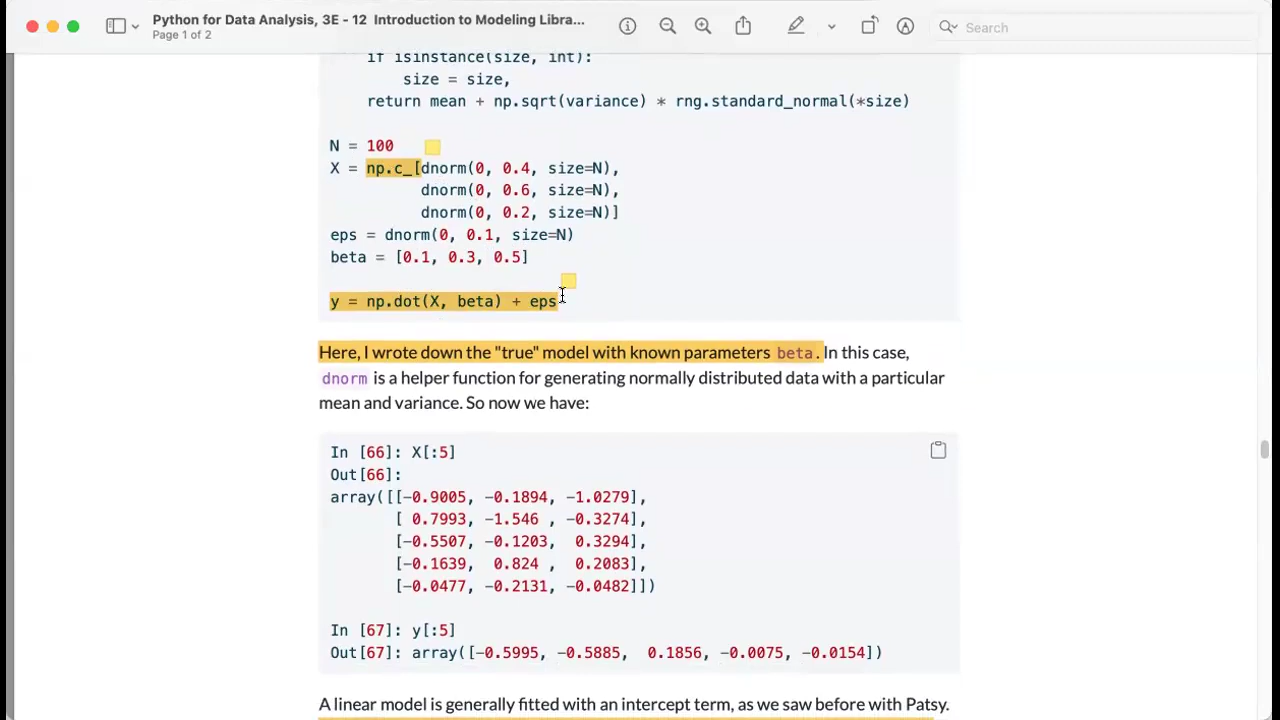 Python for Data Analysis, 3E - 12  Introduction to Modeling Libra...
Page 1 of 2
Search
    if isinstance(size, int):
        size = size,
    return mean + np.sqrt(variance) * rng.standard_normal(*size)
N = 100
X = np.c_[dnorm(0, 0.4, size=N),
          dnorm(0, 0.6, size=N),
          dnorm(0, 0.2, size=N)]
eps = dnorm(0, 0.1, size=N)
beta = [0.1, 0.3, 0.5]
y = np.dot(X, beta) + eps
Here, I wrote down the "true" model with known parameters beta. In this case,
dnorm is a helper function for generating normally distributed data with a particular
mean and variance. So now we have:
In [66]: X[:5]
Out[66]:
array([[-0.9005, -0.1894, -1.0279],
       [ 0.7993, -1.546 , -0.3274],
       [-0.5507, -0.1203,  0.3294],
       [-0.1639,  0.824 ,  0.2083],
       [-0.0477, -0.2131, -0.0482]])
In [67]: y[:5]
Out[67]: array([-0.5995, -0.5885,  0.1856, -0.0075, -0.0154])
A linear model is generally fitted with an intercept term, as we saw before with Patsy.